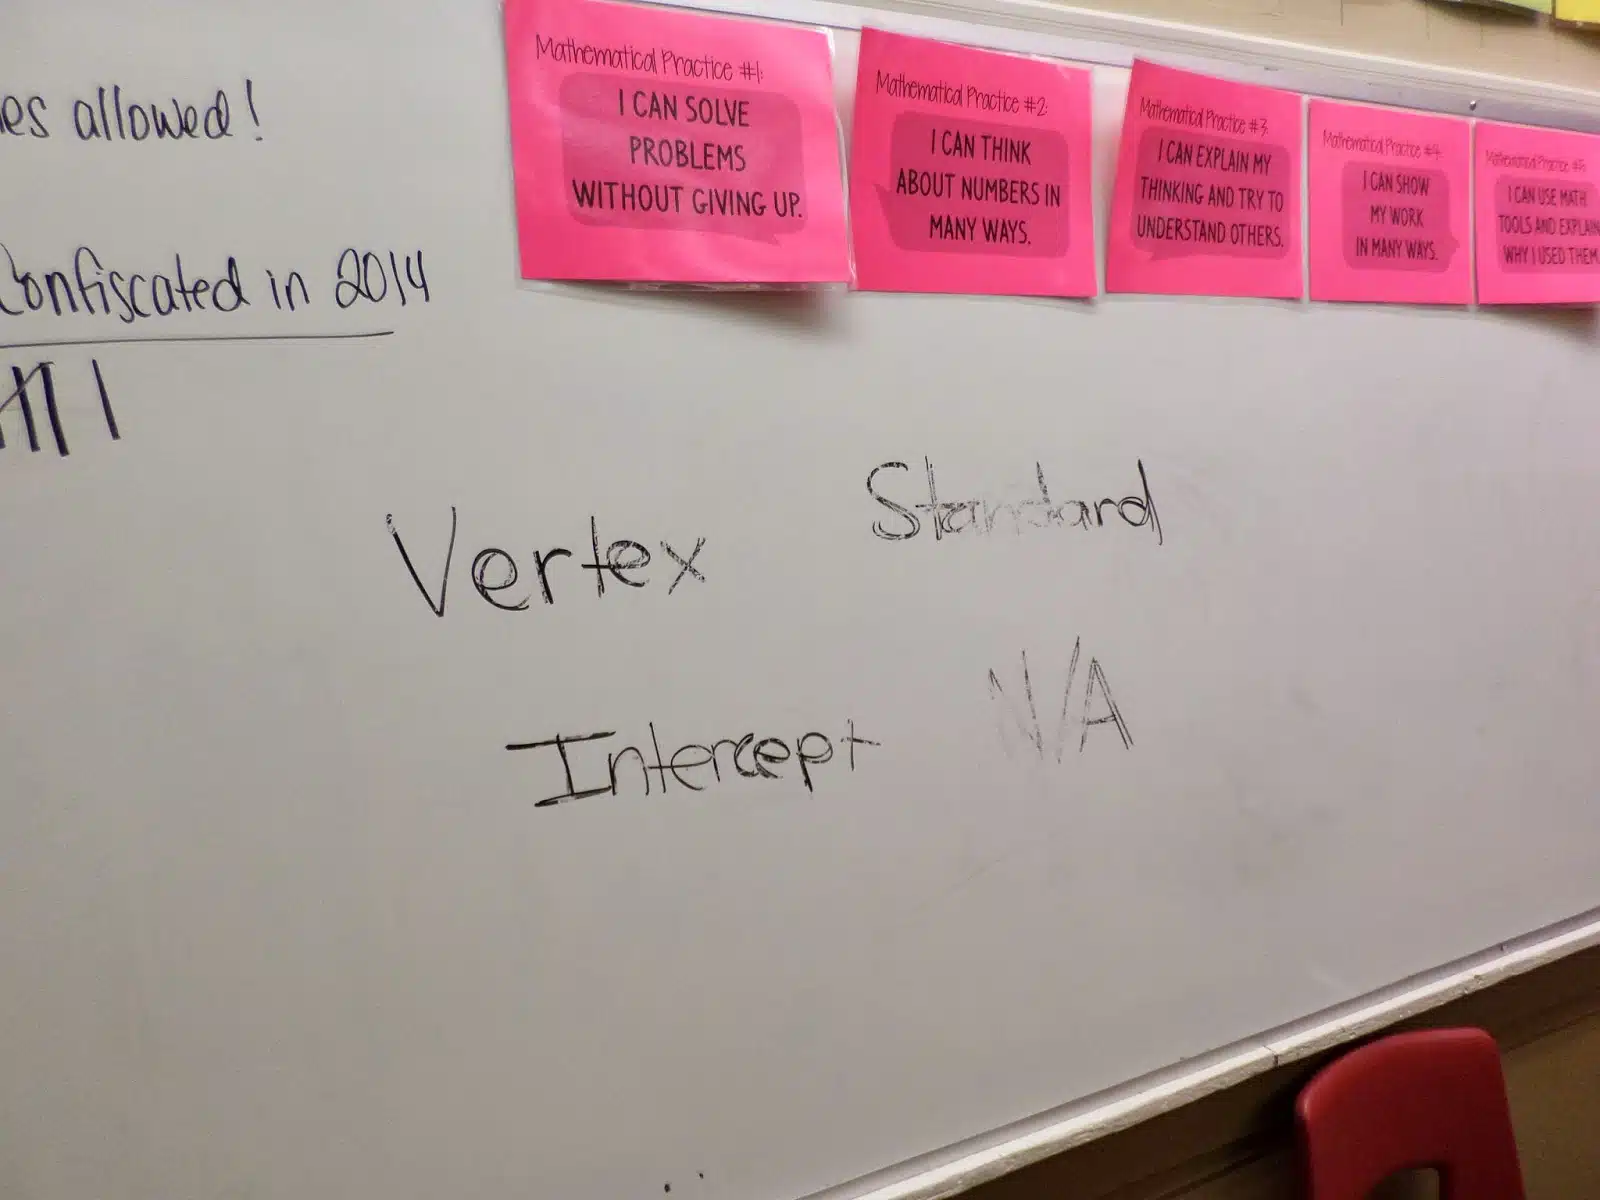 allowed!
Confiscated in 2014
Mathematical Practice #1:
I CAN SOLVE
PROBLEMS
WITHOUT GIVING UP.
Mathematical Practice #2:
I CAN THINK
ABOUT NUMBERS IN
MANY WAYS.
Mathematical Practice #3:
I CAN EXPLAIN MY
THINKING AND TRY TO
UNDERSTAND OTHERS.
Mathematical Practice #4:
I CAN SHOW
MY WORK
IN MANY WAYS.
Mathematical Practice #5:
I CAN USE MATH
TOOLS AND EXPLAIN
WHY I USED THEM.
Vertex
Standard
Intercept
N/A